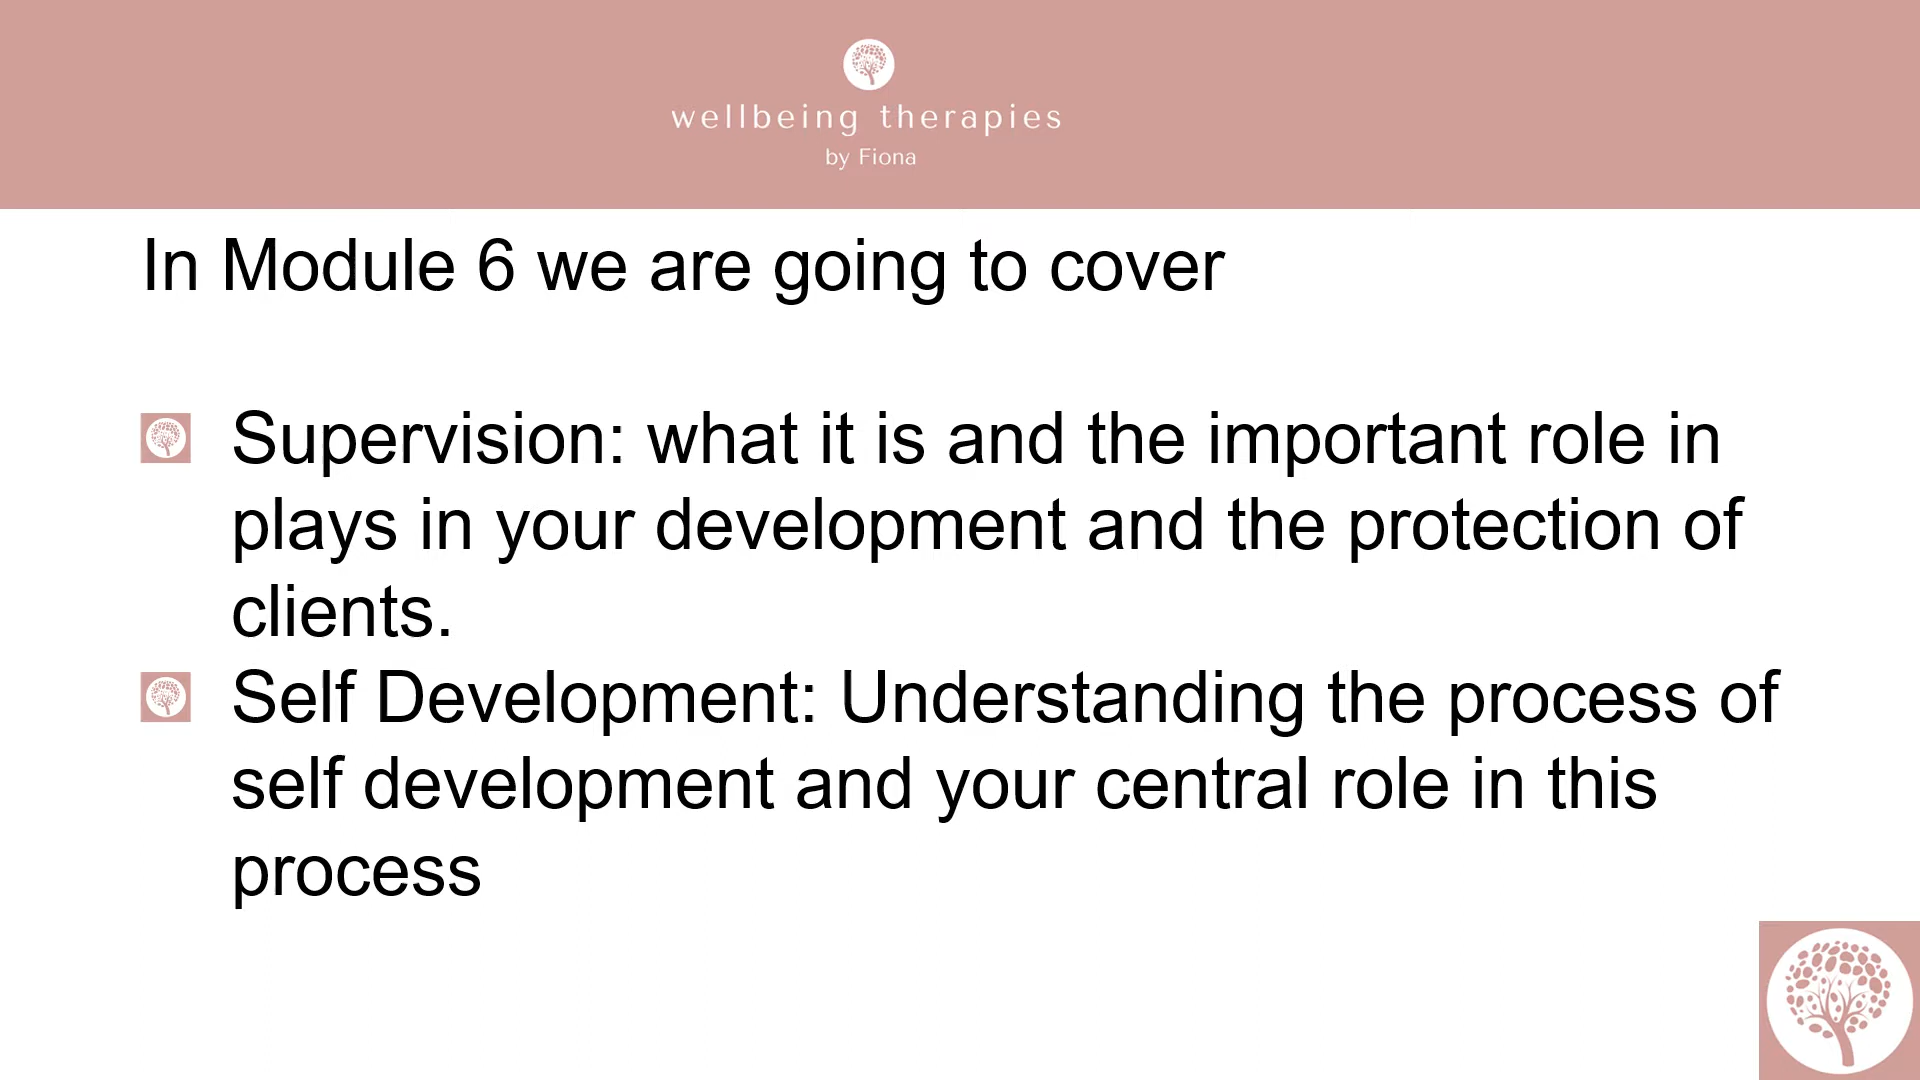 wellbeing therapies
by Fiona
In Module 6 we are going to cover
Supervision: what it is and the important role in
plays in your development and the protection of
clients.
Self Development: Understanding the process of
self development and your central role in this
process